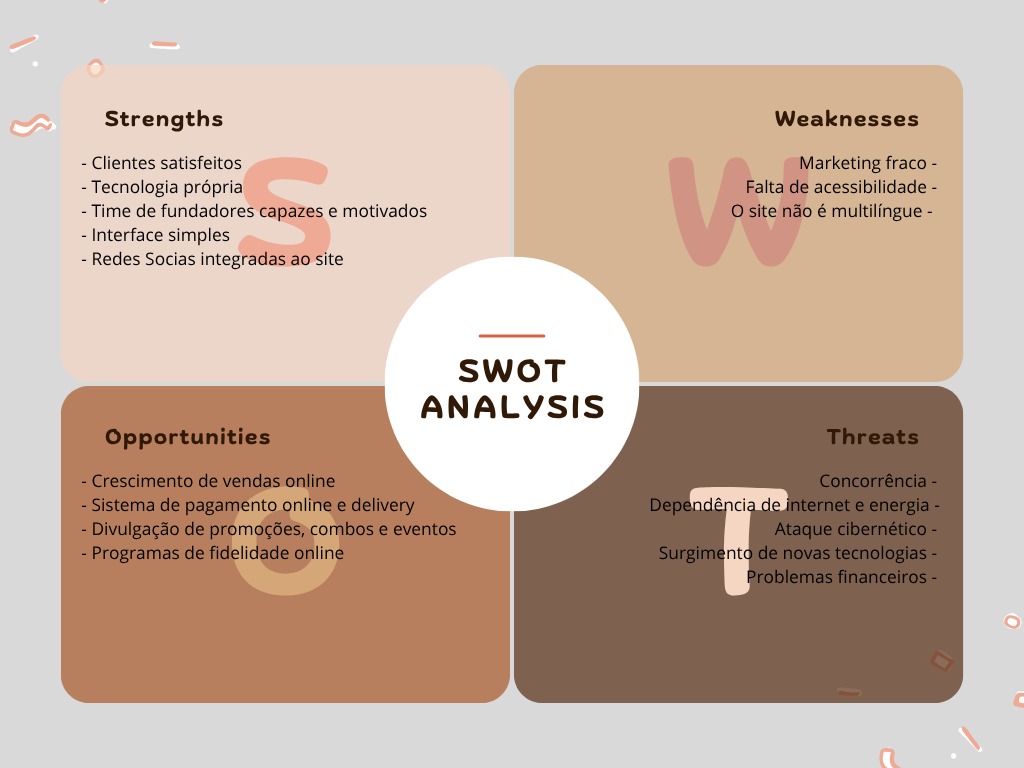 Strengths
- Clientes satisfeitos
- Tecnologia própria
- Time de fundadores capazes e motivados
- Interface simples
- Redes Socias integradas ao site
S
Weaknesses
Marketing fraco -
Falta de acessibilidade -
O site não é multilíngue -
W
SWOT
ANALYSIS
Opportunities
- Crescimento de vendas online
- Sistema de pagamento online e delivery
- Divulgação de promoções, combos e eventos
- Programas de fidelidade online
O
Threats
Concorrência -
Dependência de internet e energia -
Ataque cibernético -
Surgimento de novas tecnologias -
Problemas financeiros -
T